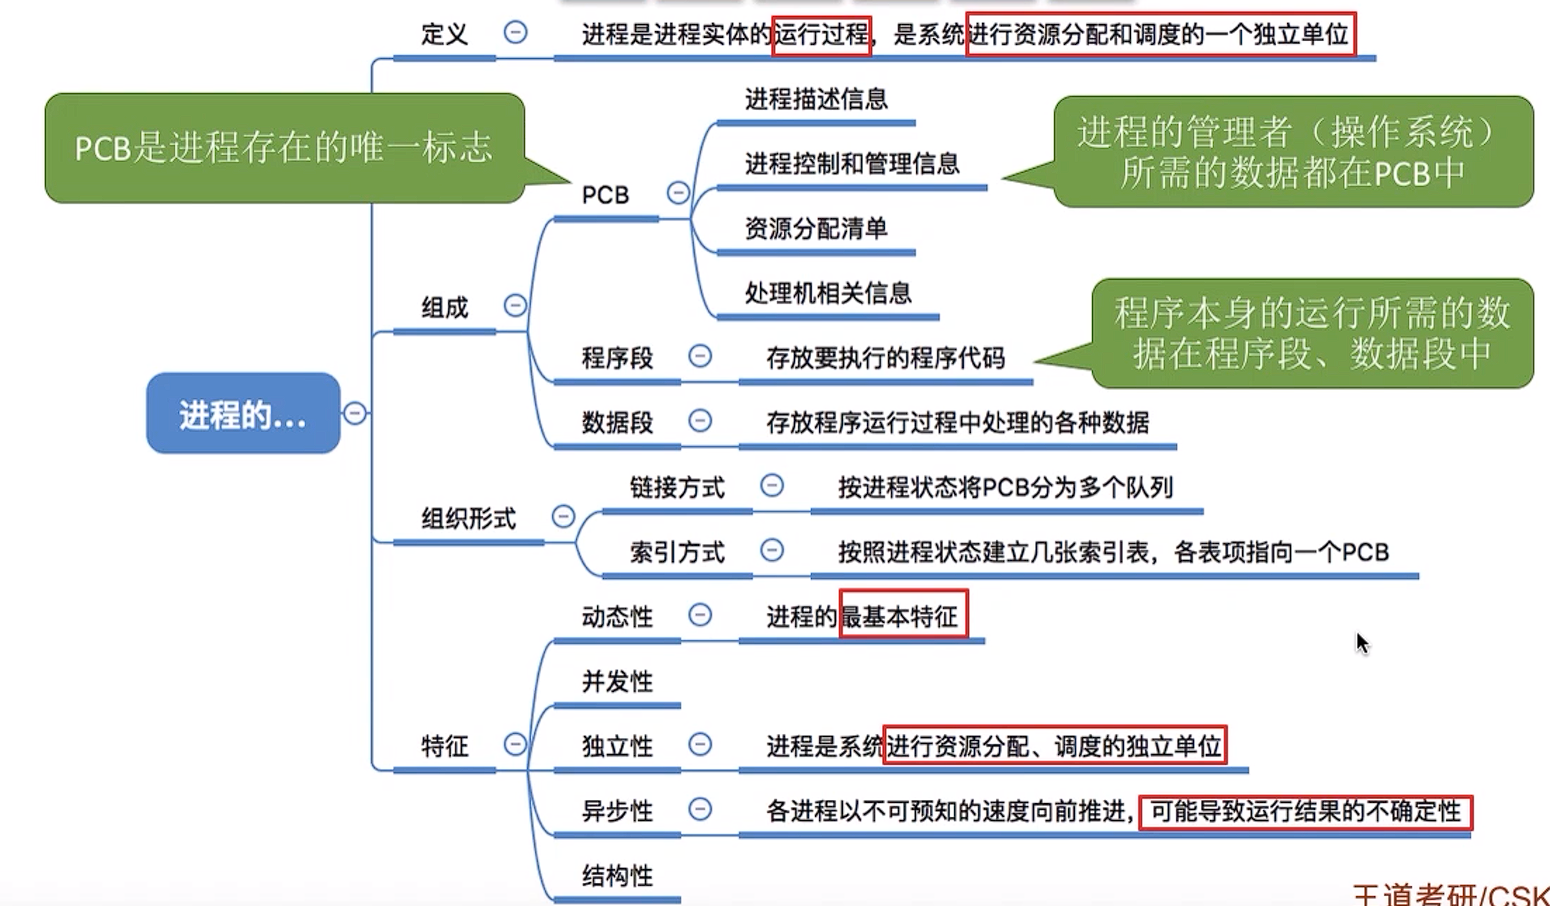 定义
进程是进程实体的运行过程，是系统进行资源分配和调度的一个独立单位
PCB是进程存在的唯一标志
进程描述信息
进程的管理者（操作系统）
所需的数据都在PCB中
进程控制和管理信息
PCB
资源分配清单
处理机相关信息
组成
程序本身的运行所需的数
据在程序段、数据段中
程序段
存放要执行的程序代码
进程的...
数据段
存放程序运行过程中处理的各种数据
链接方式
按进程状态将PCB分为多个队列
组织形式
索引方式
按照进程状态建立几张索引表，各表项指向一个PCB
动态性
进程的最基本特征
并发性
特征
独立性
进程是系统进行资源分配、调度的独立单位
异步性
各进程以不可预知的速度向前推进，可能导致运行结果的不确定性
结构性
王道考研/CSK